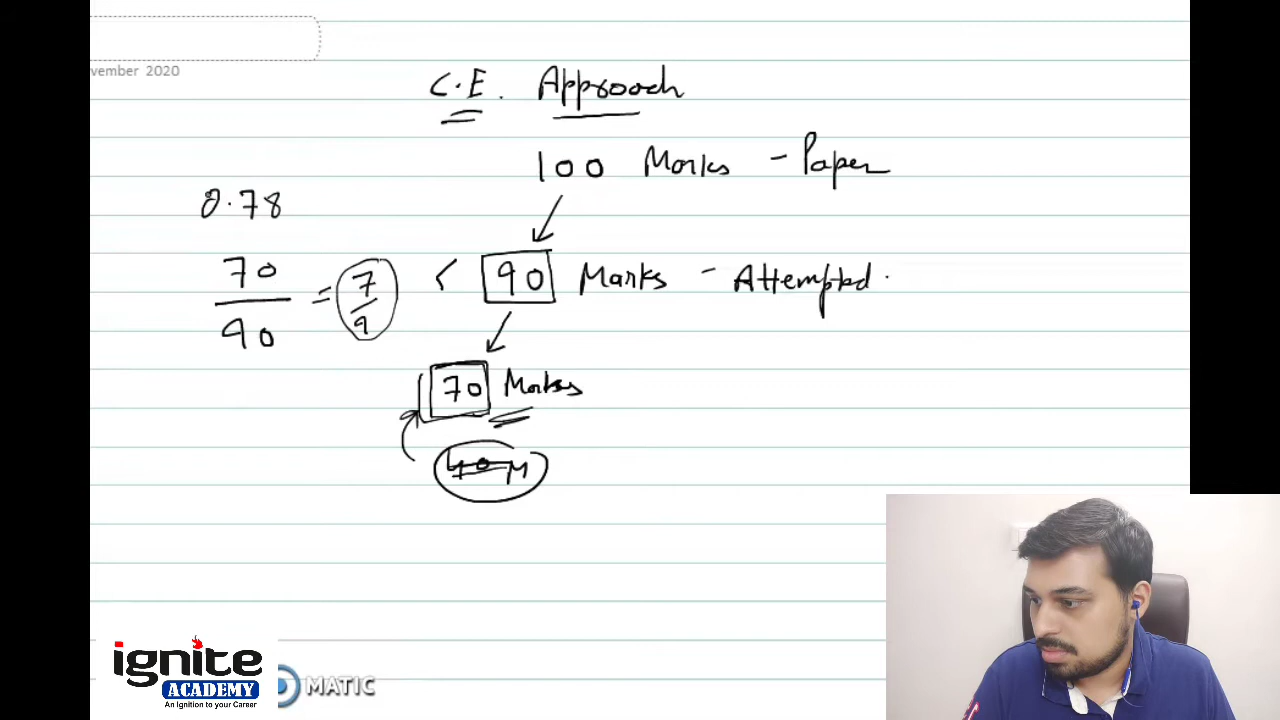 vember 2020
C.E. Approach
100 Marks - Paper
0.78
70/90 = 7/9 < 90 Marks - Attempted.
70 Marks
40 M
ignite
ACADEMY
An Ignition to your Career
MATIC